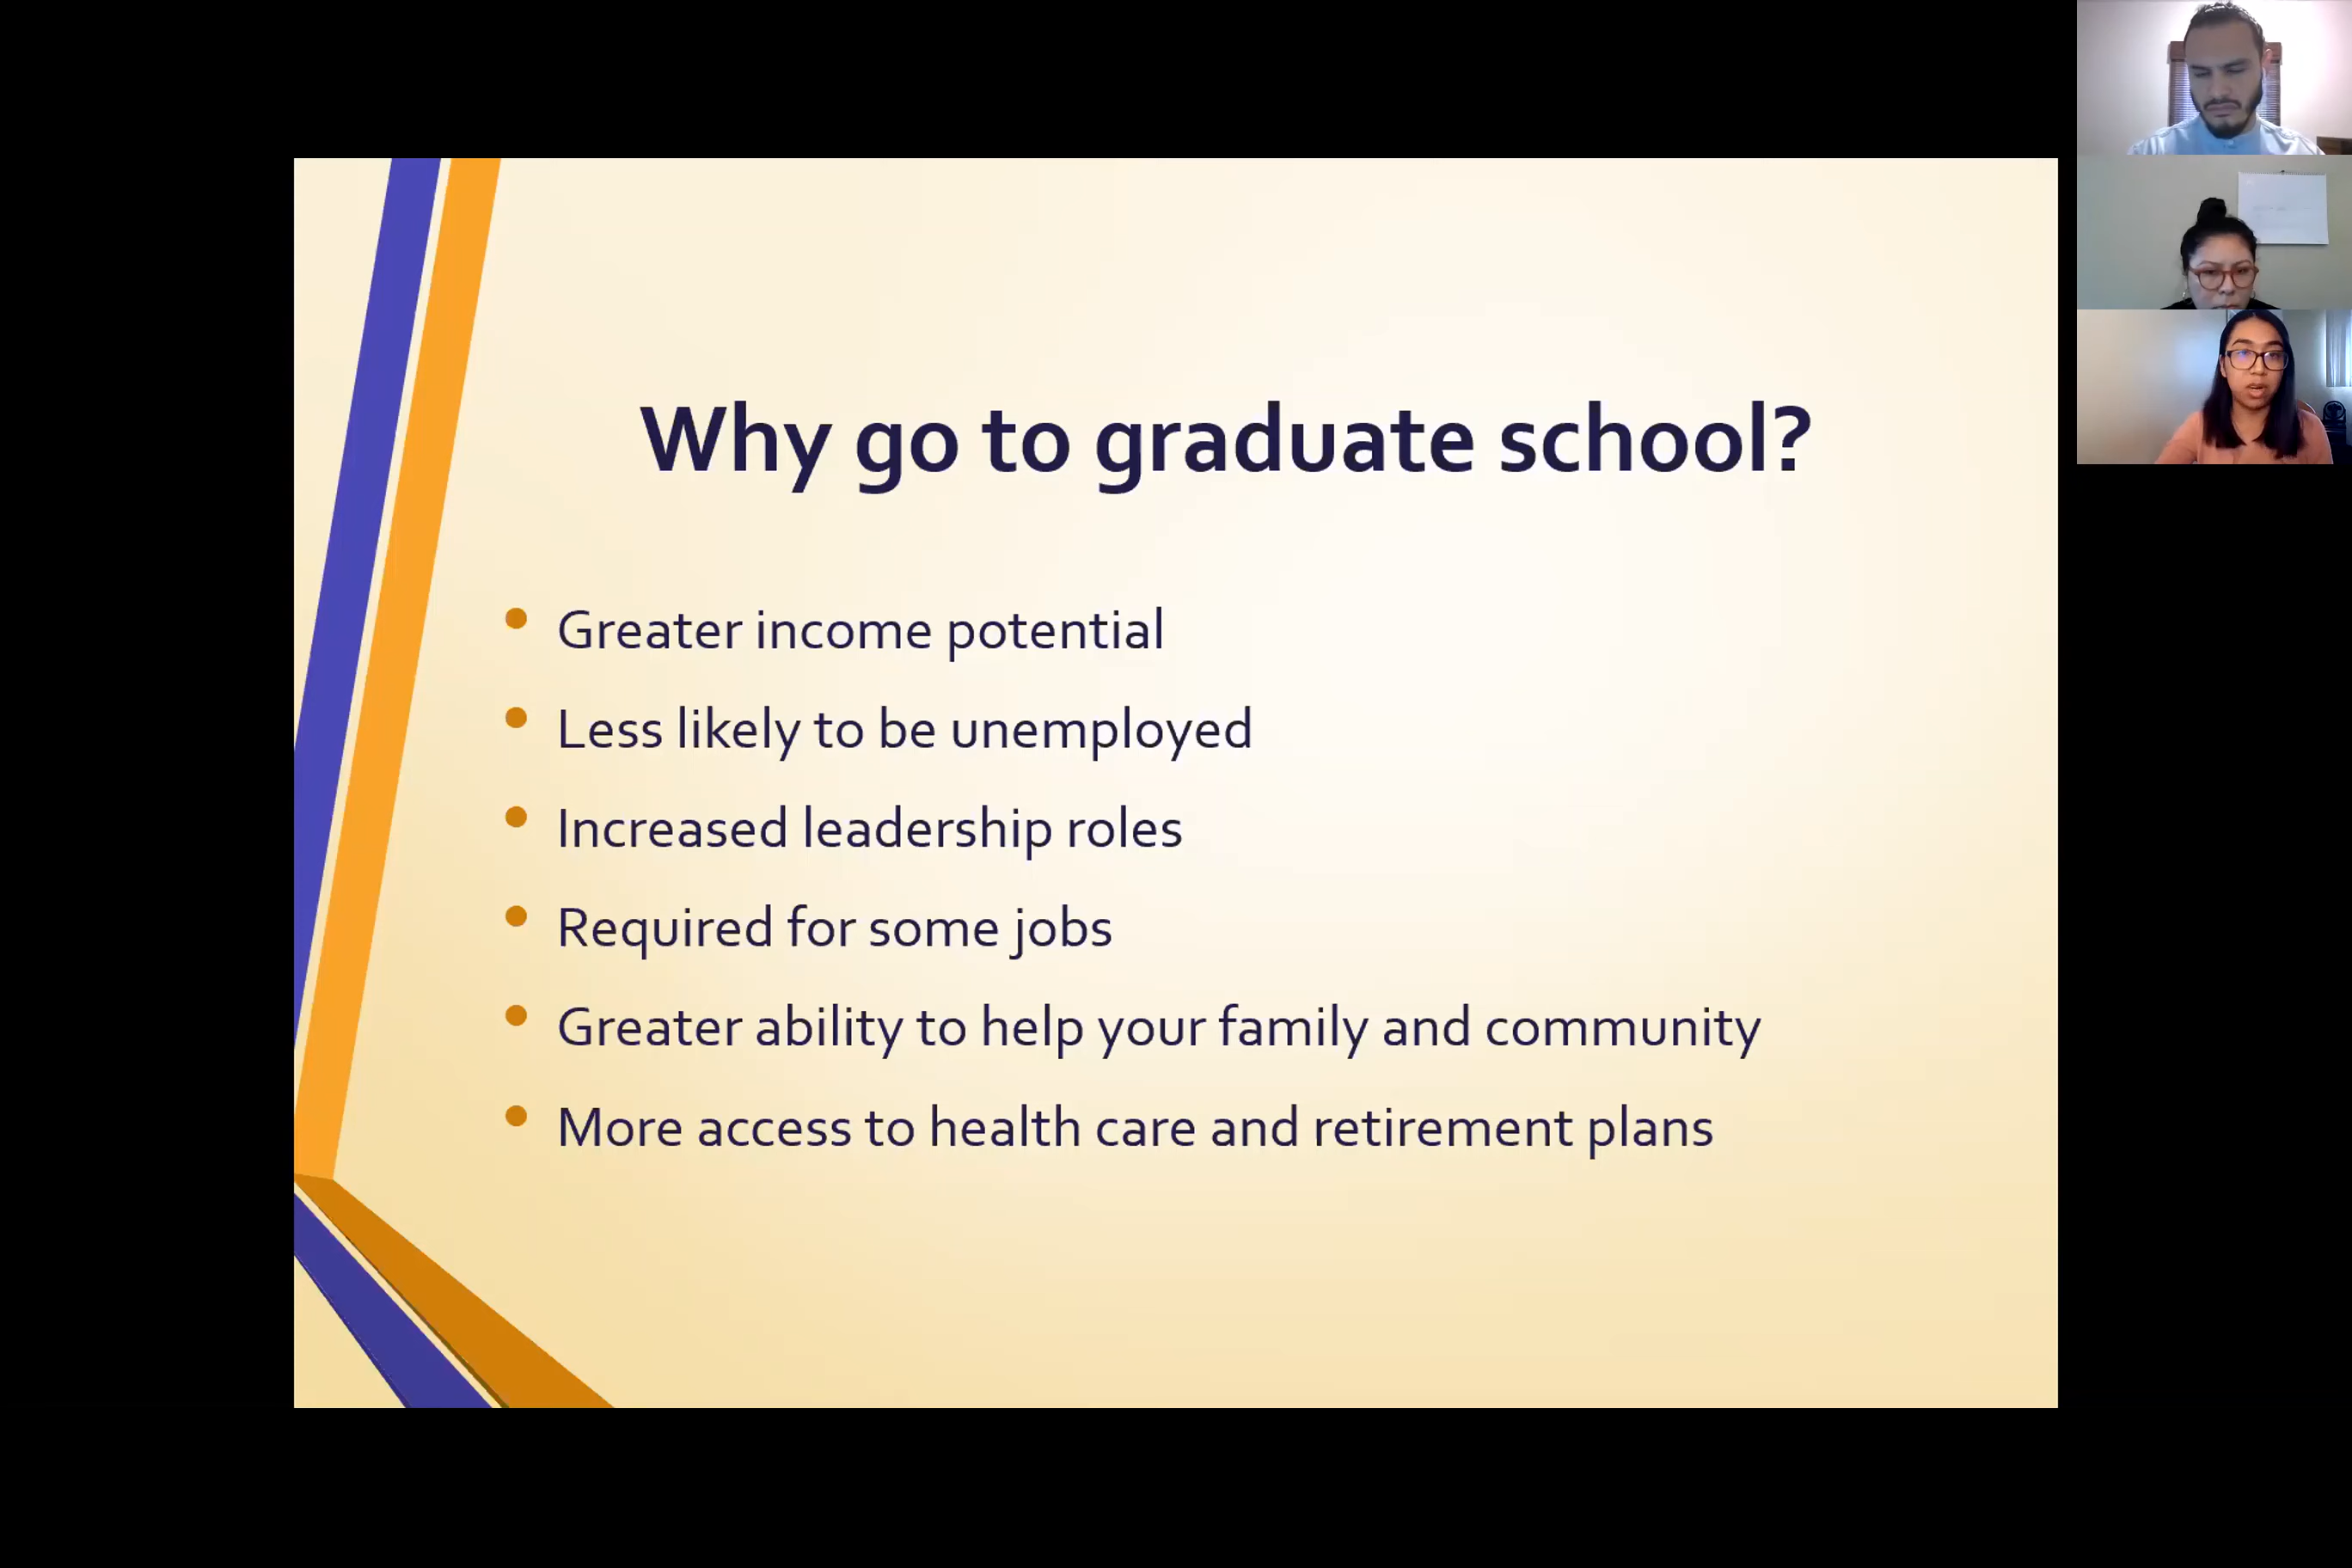 Why go to graduate school?
Greater income potential
Less likely to be unemployed
Increased leadership roles
Required for some jobs
Greater ability to help your family and community
More access to health care and retirement plans